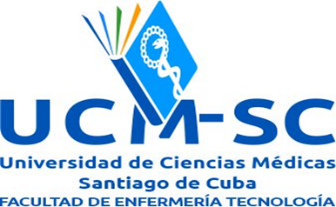 UCM-SC
Universidad de Ciencias Médicas
Santiago de Cuba
FACULTAD DE ENFERMERÍA TECNOLOGÍA